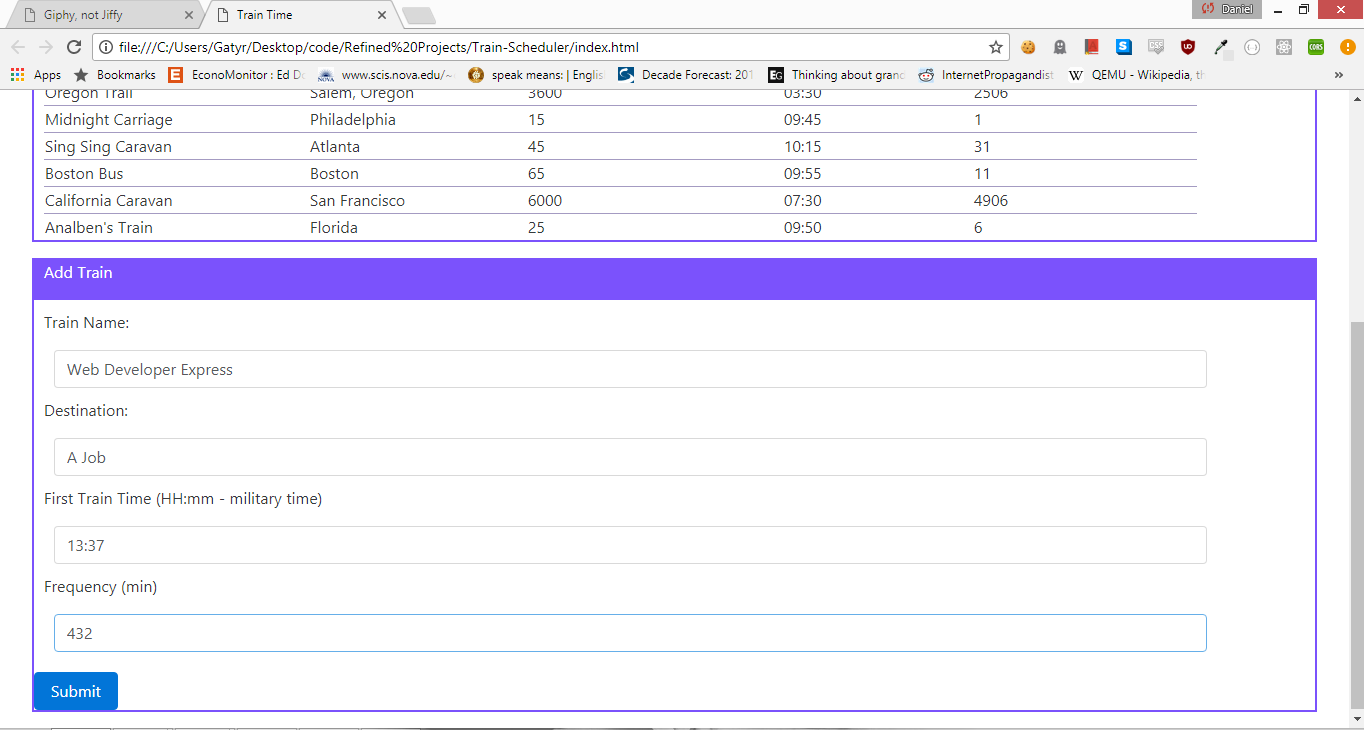 Giphy, not Jiffy Train Time Daniel
file:///C:/Users/Gatyr/Desktop/code/Refined%20Projects/Train-Scheduler/index.html
Apps Bookmarks EconoMonitor : Ed Do www.scis.nova.edu/~ speak means: | Englis Decade Forecast: 201 EG Thinking about grand InternetPropagandist W QEMU - Wikipedia, th »
Oregon Trail Salem, Oregon 3600 03:30 2506
Midnight Carriage Philadelphia 15 09:45 1
Sing Sing Caravan Atlanta 45 10:15 31
Boston Bus Boston 65 09:55 11
California Caravan San Francisco 6000 07:30 4906
Analben's Train Florida 25 09:50 6
Add Train
Train Name:
Web Developer Express
Destination:
A Job
First Train Time (HH:mm - military time)
13:37
Frequency (min)
432
Submit